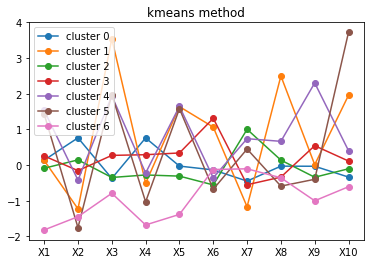 kmeans method
4
3
2
1
0
−1
−2
cluster 0
cluster 1
cluster 2
cluster 3
cluster 4
cluster 5
cluster 6
X1 X2 X3 X4 X5 X6 X7 X8 X9 X10